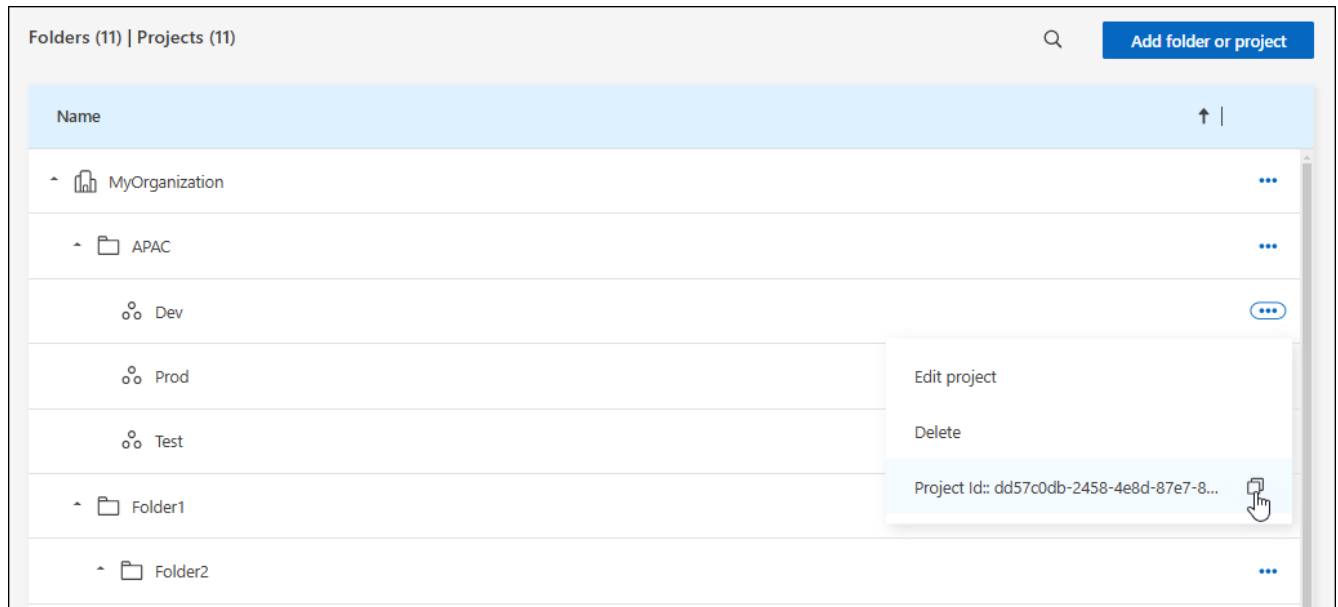 Folders (11) | Projects (11)
Add folder or project
Name
MyOrganization
APAC
Dev
Prod
Edit project
Delete
Test
Project Id:: dd57c0db-2458-4e8d-87e7-8...
Folder1
Folder2